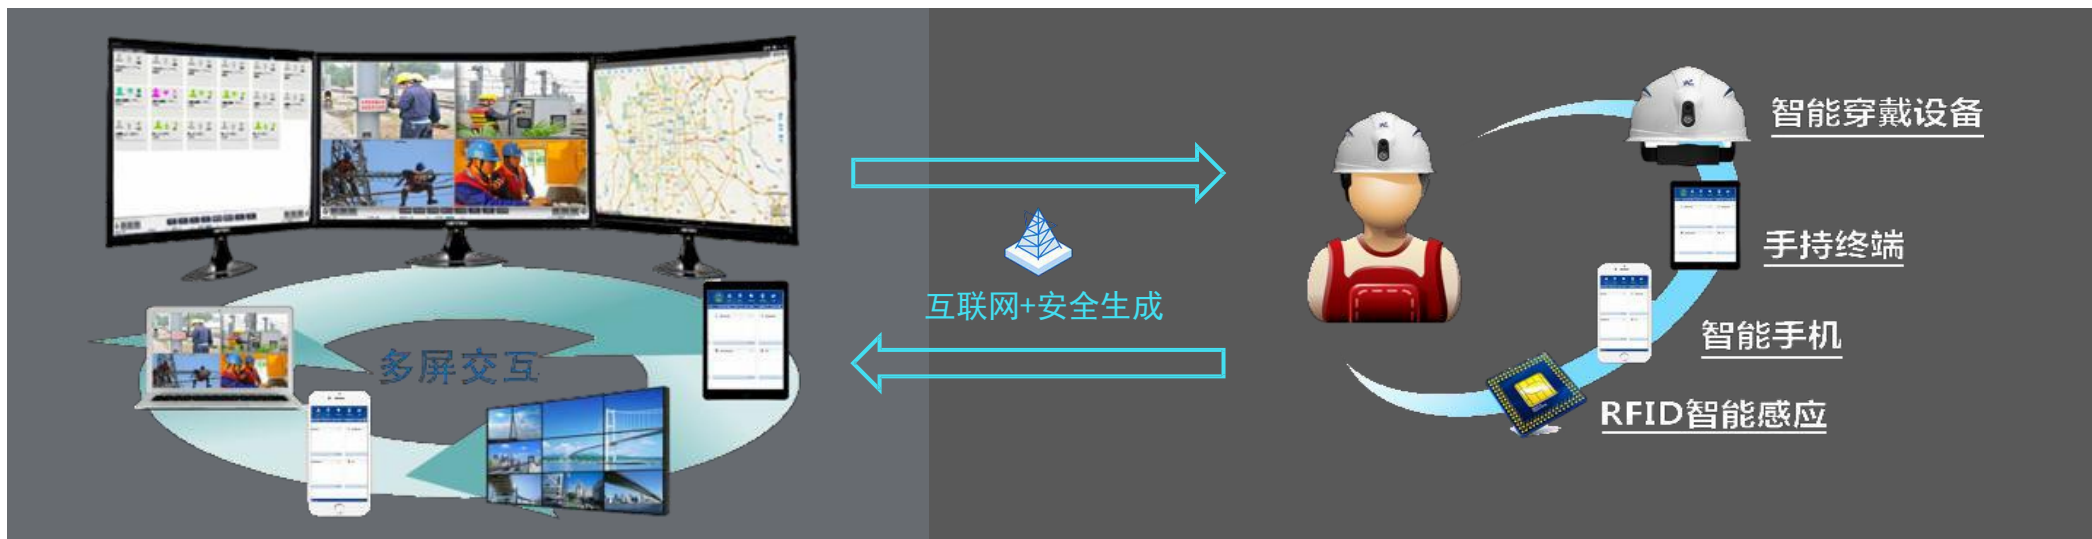 多屏交互
互联网+安全生成
智能穿戴设备
手持终端
智能手机
RFID智能感应